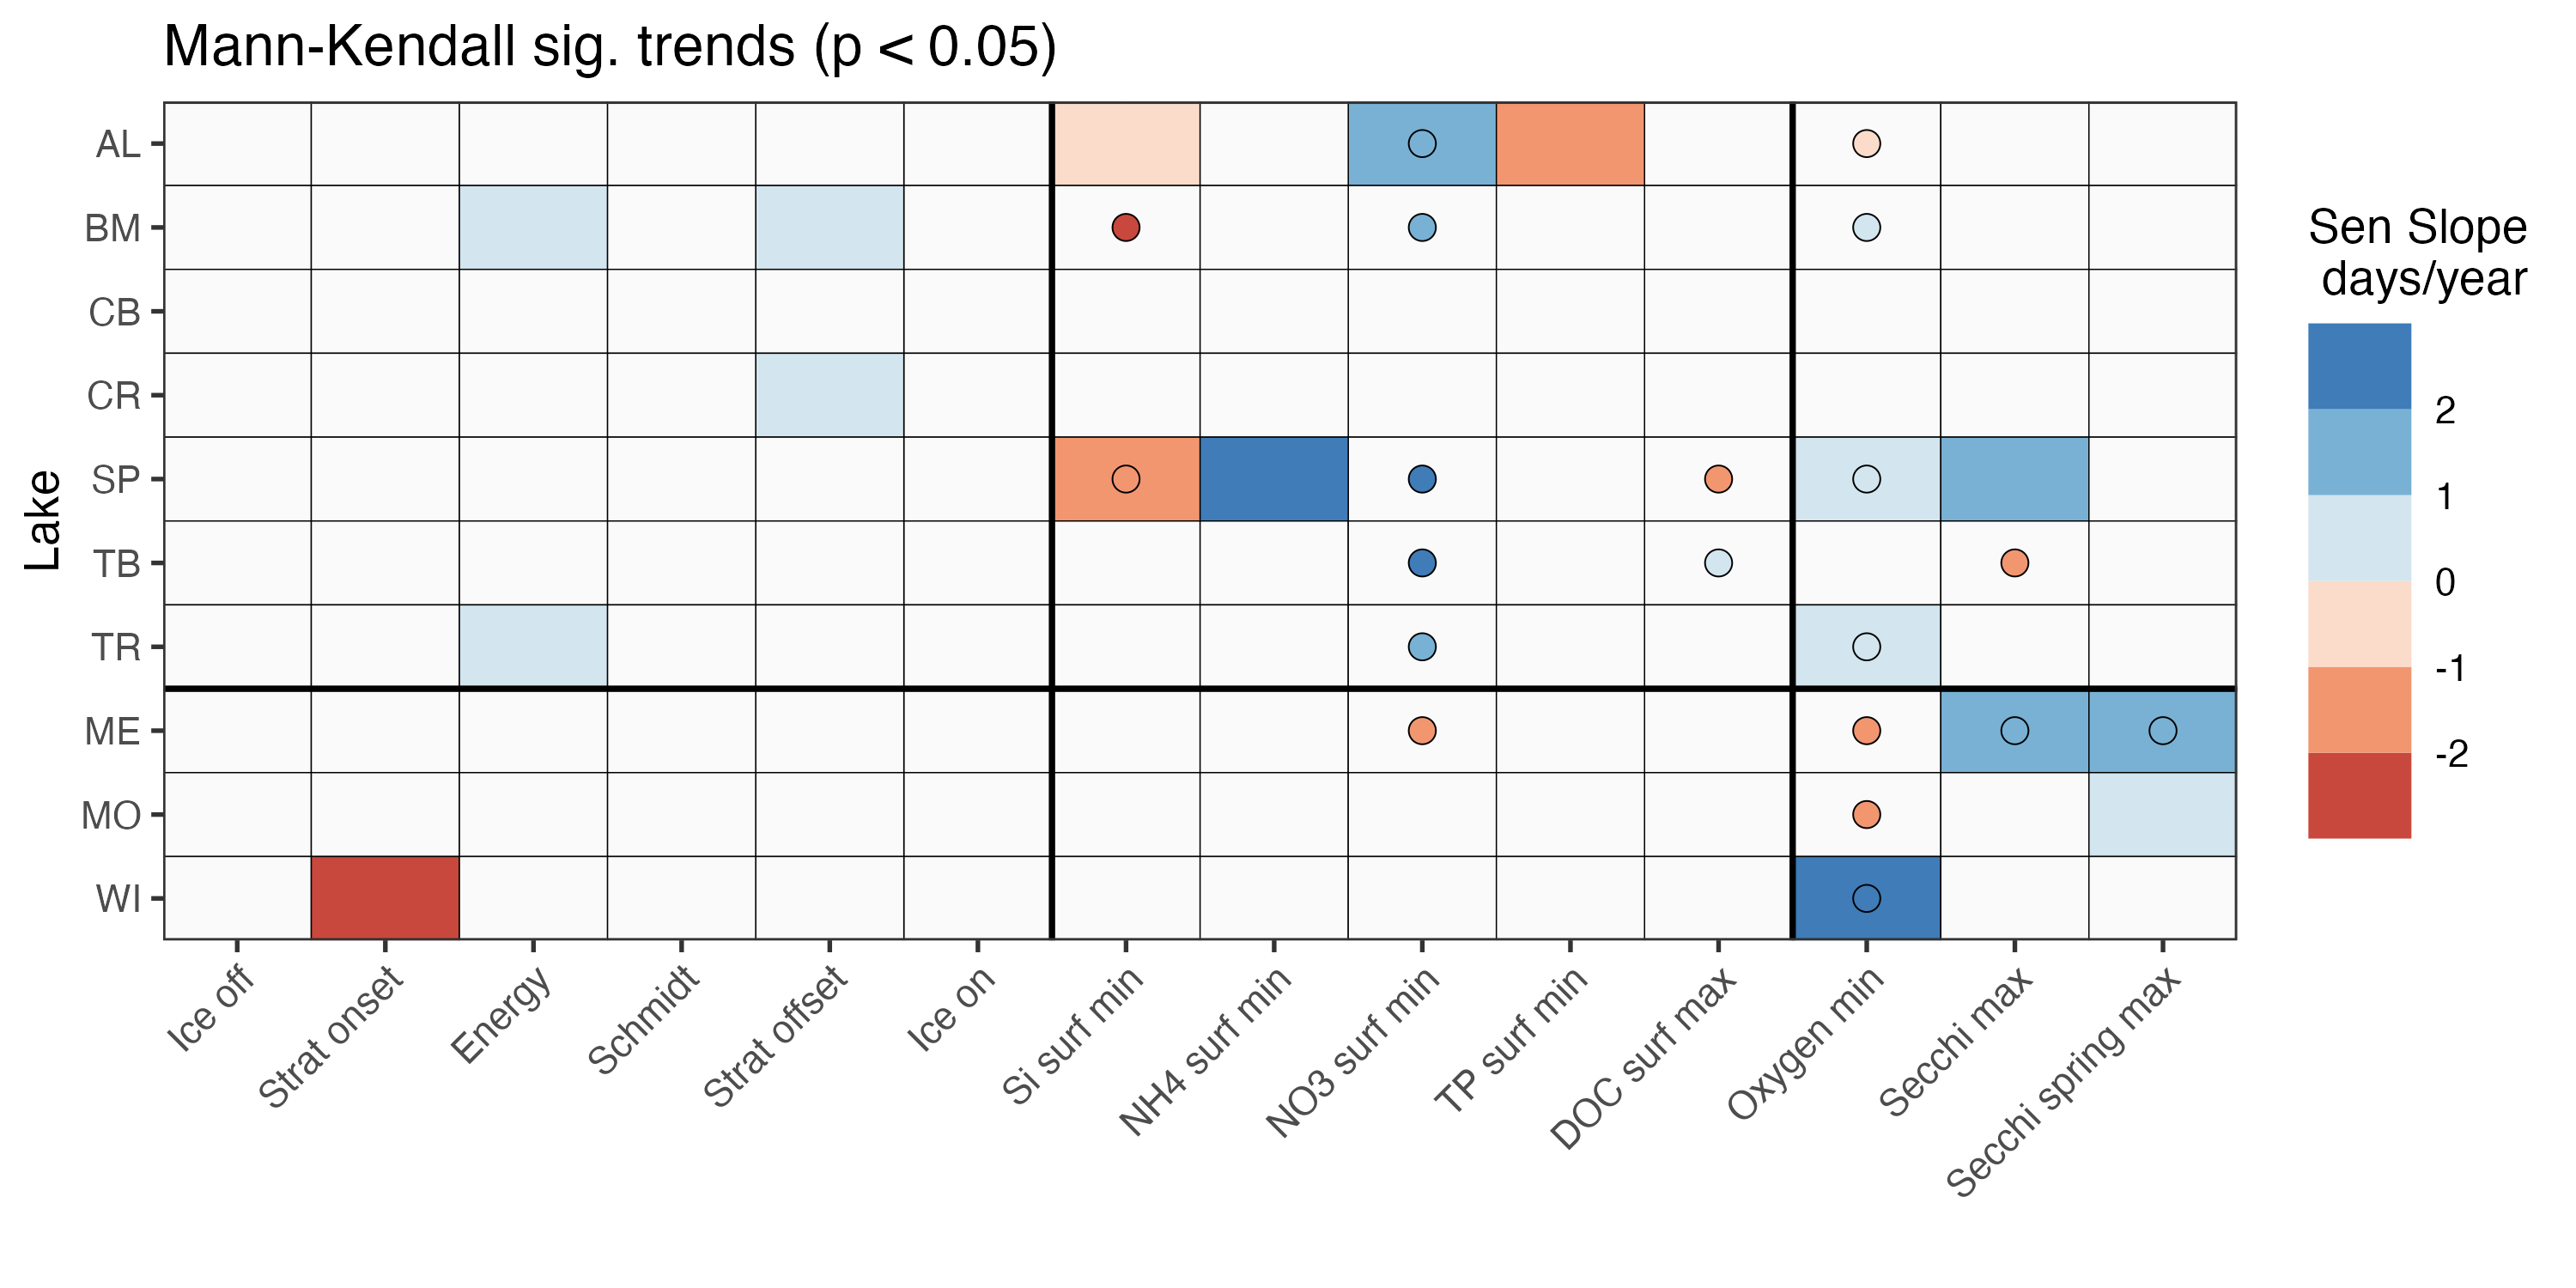 Mann-Kendall sig. trends (p < 0.05)
Lake
AL
BM
CB
CR
SP
TB
TR
ME
MO
WI
Ice off
Strat onset
Energy
Schmidt
Strat offset
Ice on
Si surf min
NH4 surf min
NO3 surf min
TP surf min
DOC surf max
Oxygen min
Secchi max
Secchi spring max
Sen Slope
days/year
2
1
0
-1
-2